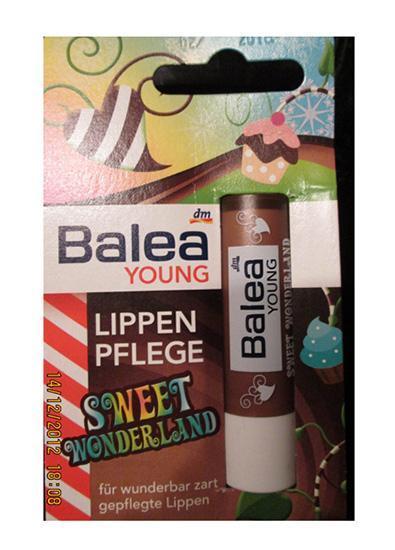 dm
Balea
YOUNG
LIPPEN
PFLEGE
SWEET
WONDERLAND
für wunderbar zart
gepflegte Lippen
dm
Balea
YOUNG
SWEET WONDERLAND
14/12/2012 18:08